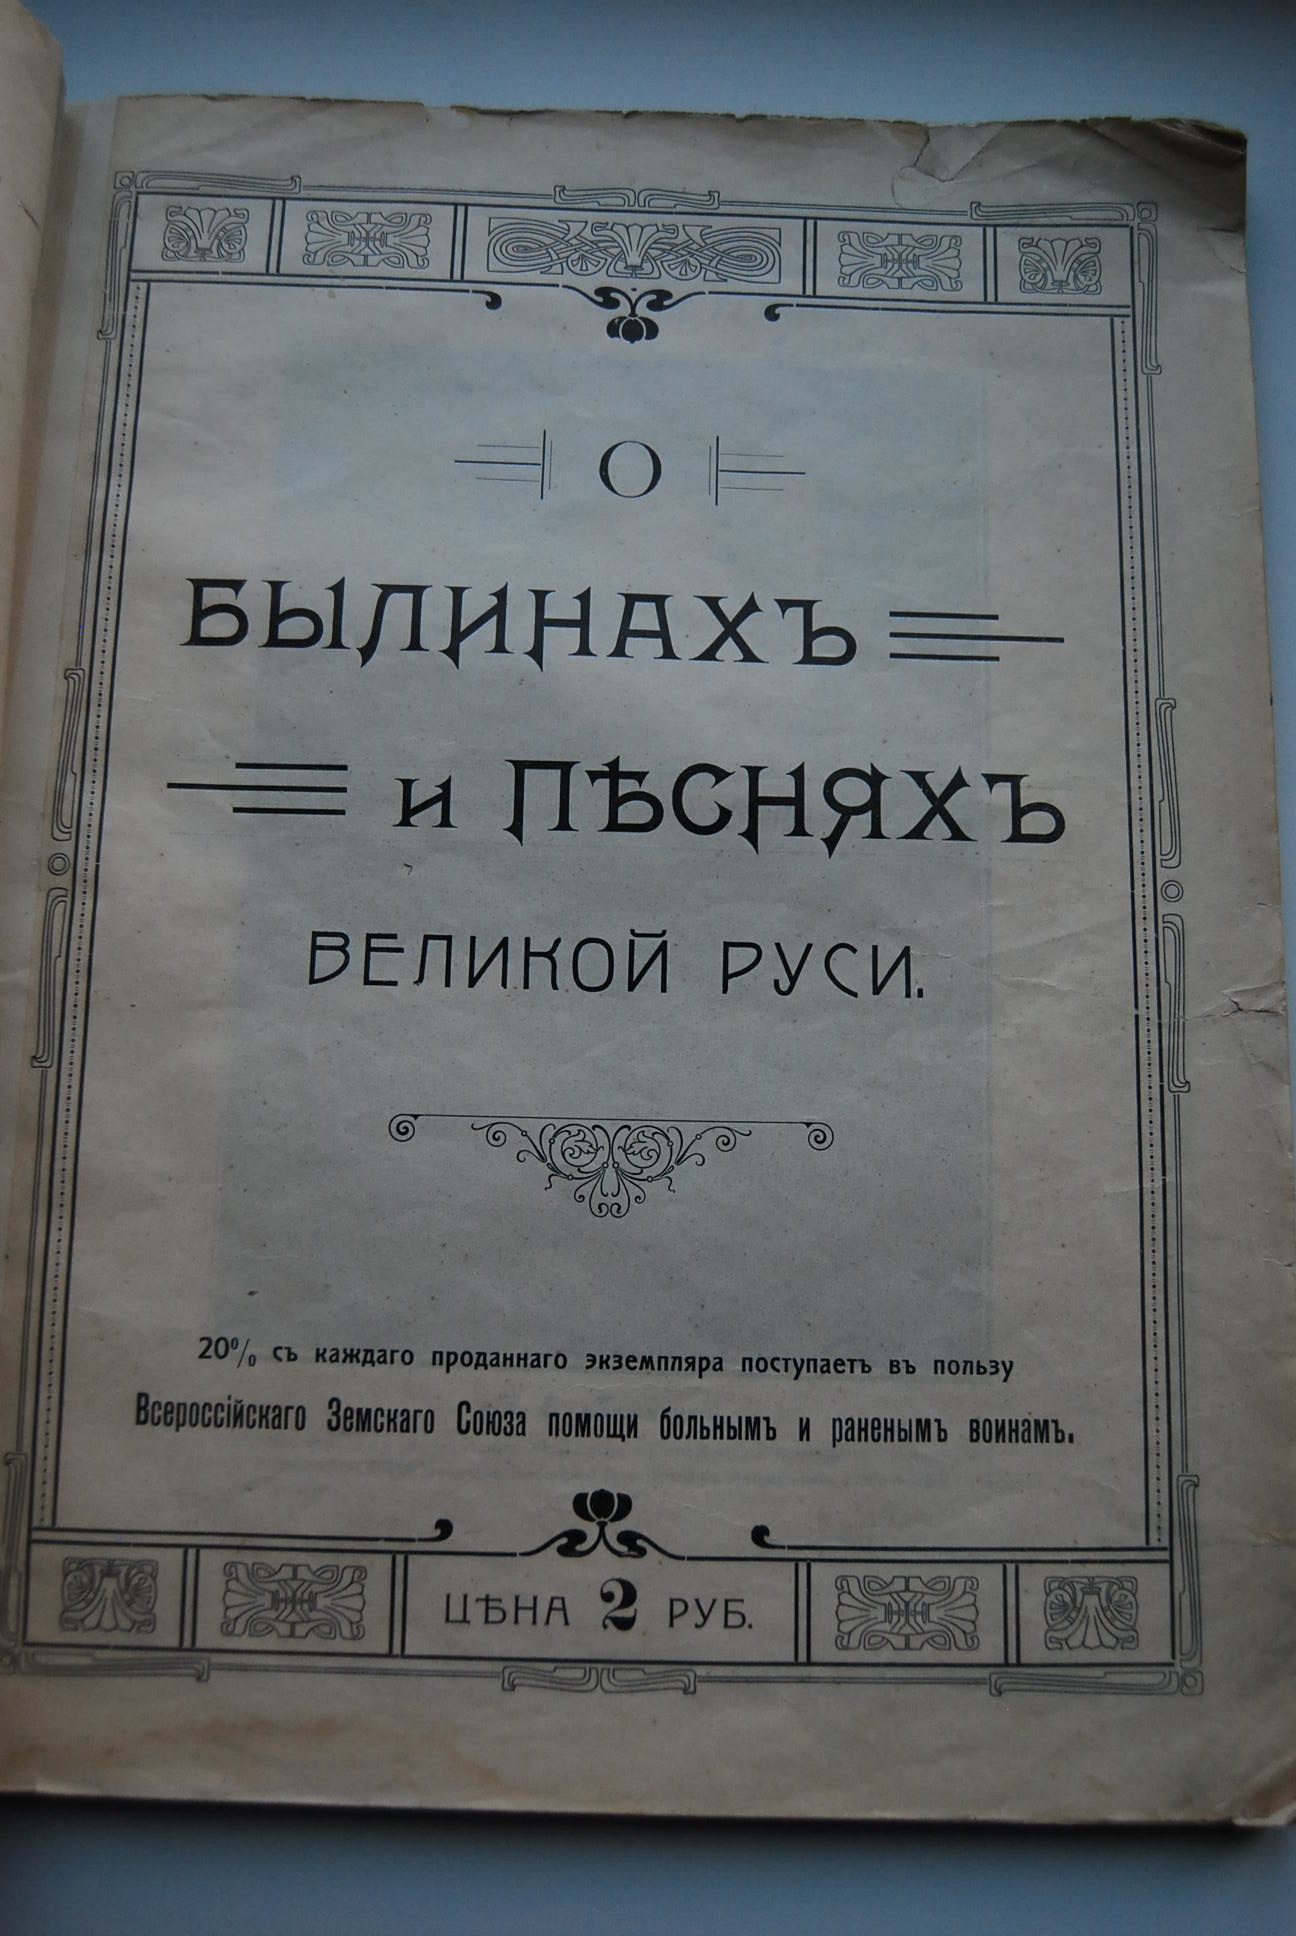 О
БЫЛИНАХЪ
и ПѢСНЯХЪ
ВЕЛИКОЙ РУСИ.
20% съ каждаго проданнаго экземпляра поступаетъ въ пользу
Всероссійскаго Земскаго Союза помощи больнымъ и раненымъ воинамъ.
ЦѢНА 2 РУБ.